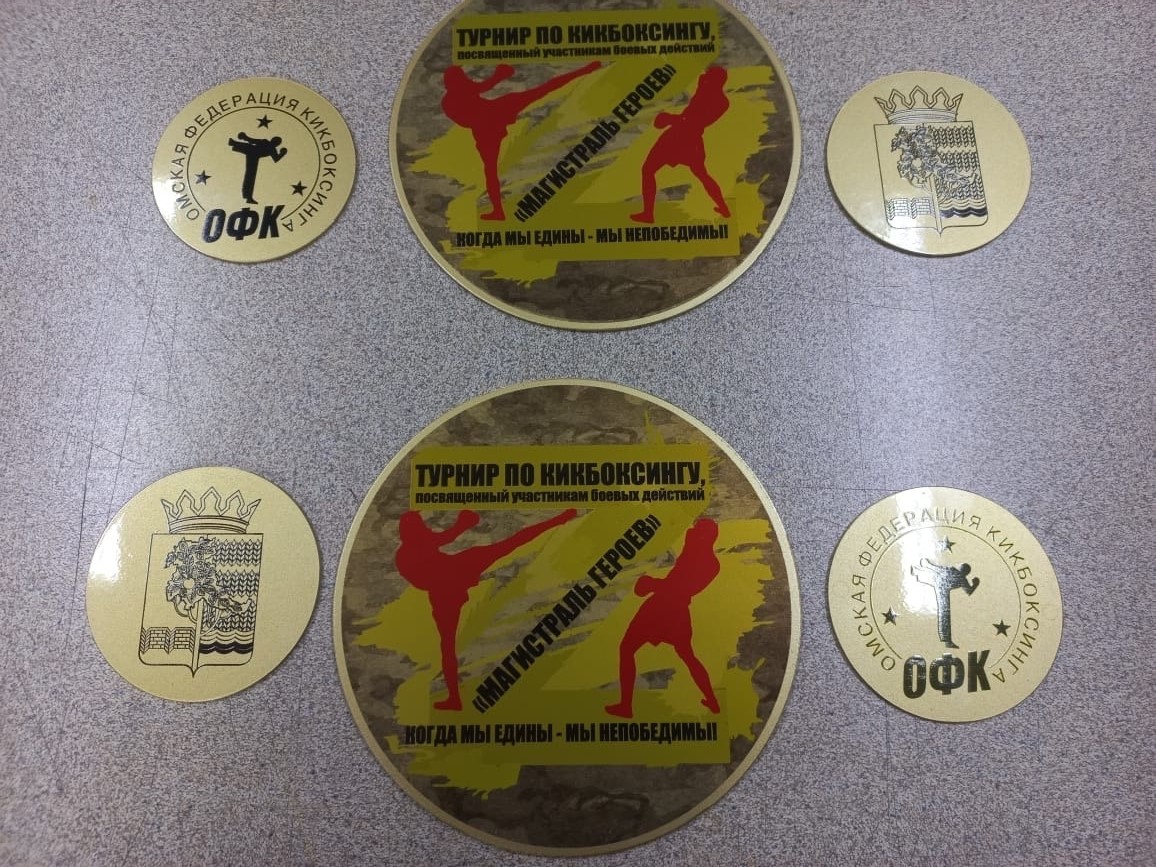 ОМСКАЯ ФЕДЕРАЦИЯ КИКБОКСИНГА
ОФК
ТУРНИР ПО КИКБОКСИНГУ,
посвященный участникам боевых действий
«МАГИСТРАЛЬ ГЕРОЕВ»
КОГДА МЫ ЕДИНЫ - МЫ НЕПОБЕДИМЫ!
ТУРНИР ПО КИКБОКСИНГУ,
посвященный участникам боевых действий
«МАГИСТРАЛЬ ГЕРОЕВ»
КОГДА МЫ ЕДИНЫ - МЫ НЕПОБЕДИМЫ!
ОМСКАЯ ФЕДЕРАЦИЯ КИКБОКСИНГА
ОФК